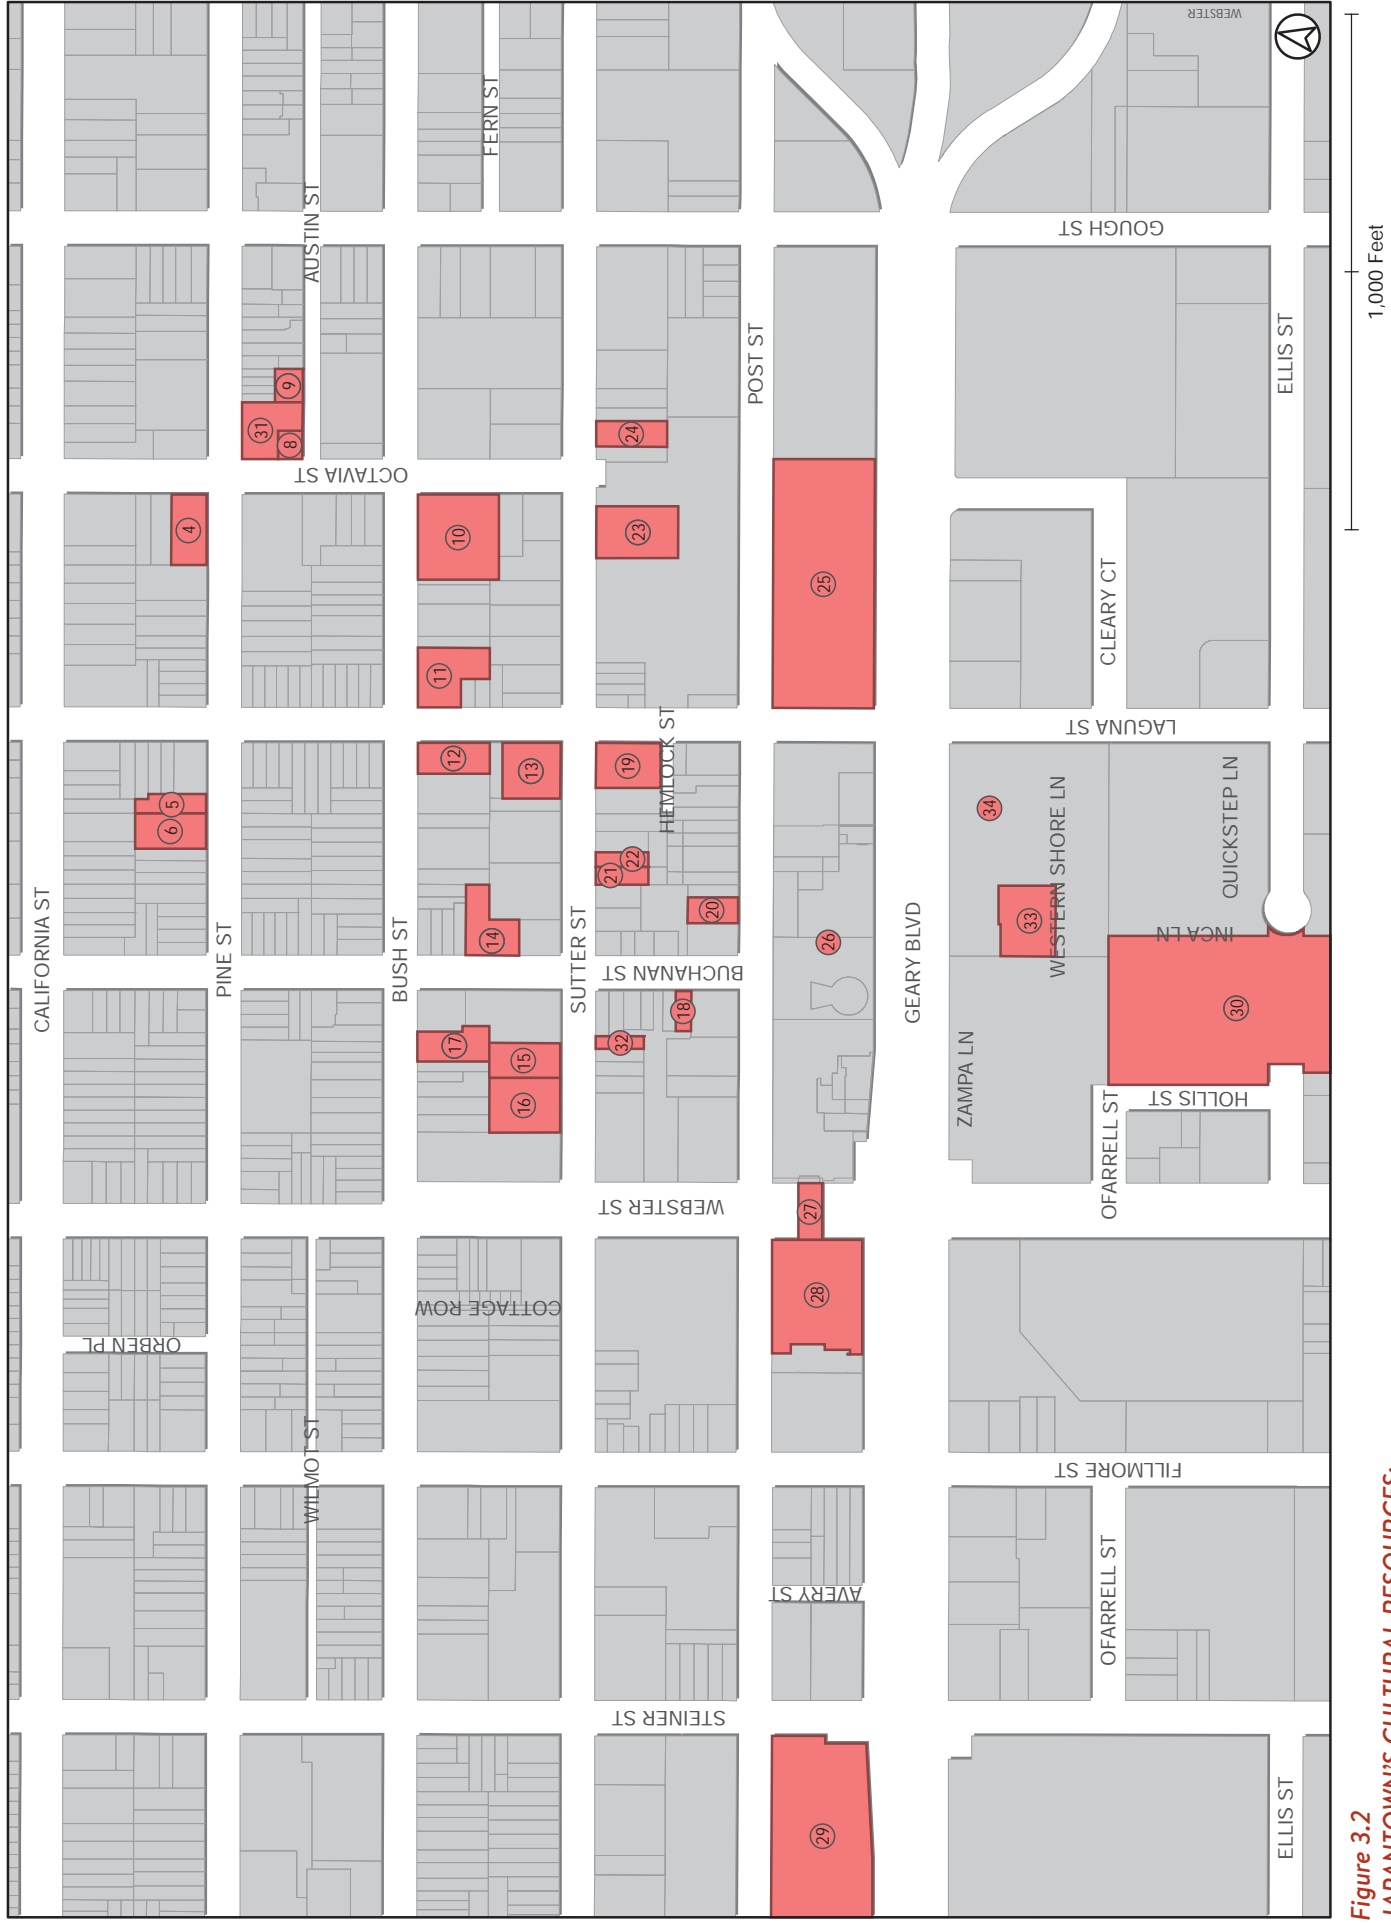 CALIFORNIA ST
PINE ST
BUSH ST
SUTTER ST
POST ST
GEARY BLVD
ELLIS ST
ELLIS ST
AUSTIN ST
FERN ST
HEMLOCK ST
WILMOT ST
CLEARY CT
WESTERN SHORE LN
QUICKSTEP LN
ZAMPA LN
OFARRELL ST
OFARRELL ST
STEINER ST
AVERY ST
FILLMORE ST
ORBEN PL
COTTAGE ROW
WEBSTER ST
HOLLIS ST
INCA LN
BUCHANAN ST
LAGUNA ST
OCTAVIA ST
GOUGH ST
WEBSTER
4
5
6
8
9
10
11
12
13
14
15
16
17
18
19
20
21
22
23
24
25
26
27
28
29
30
31
32
33
34
1,000 Feet
Figure 3.2